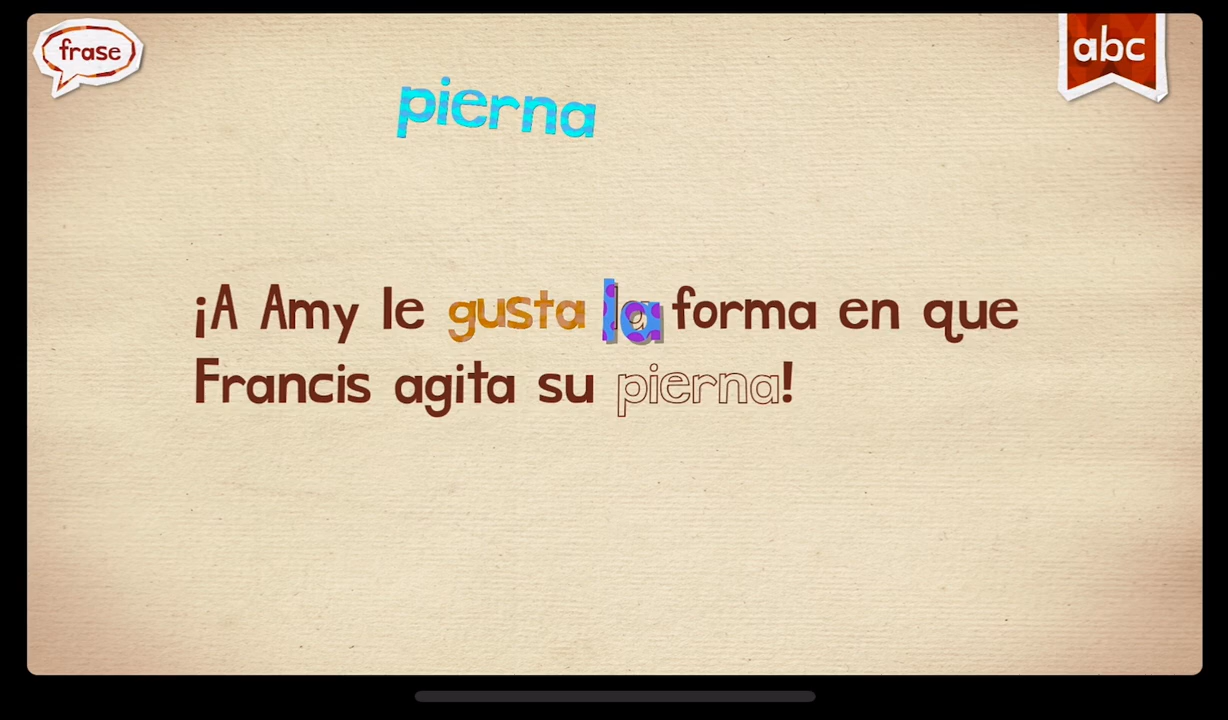 frase
abc
pierna
¡A Amy le gusta la forma en que
Francis agita su pierna!